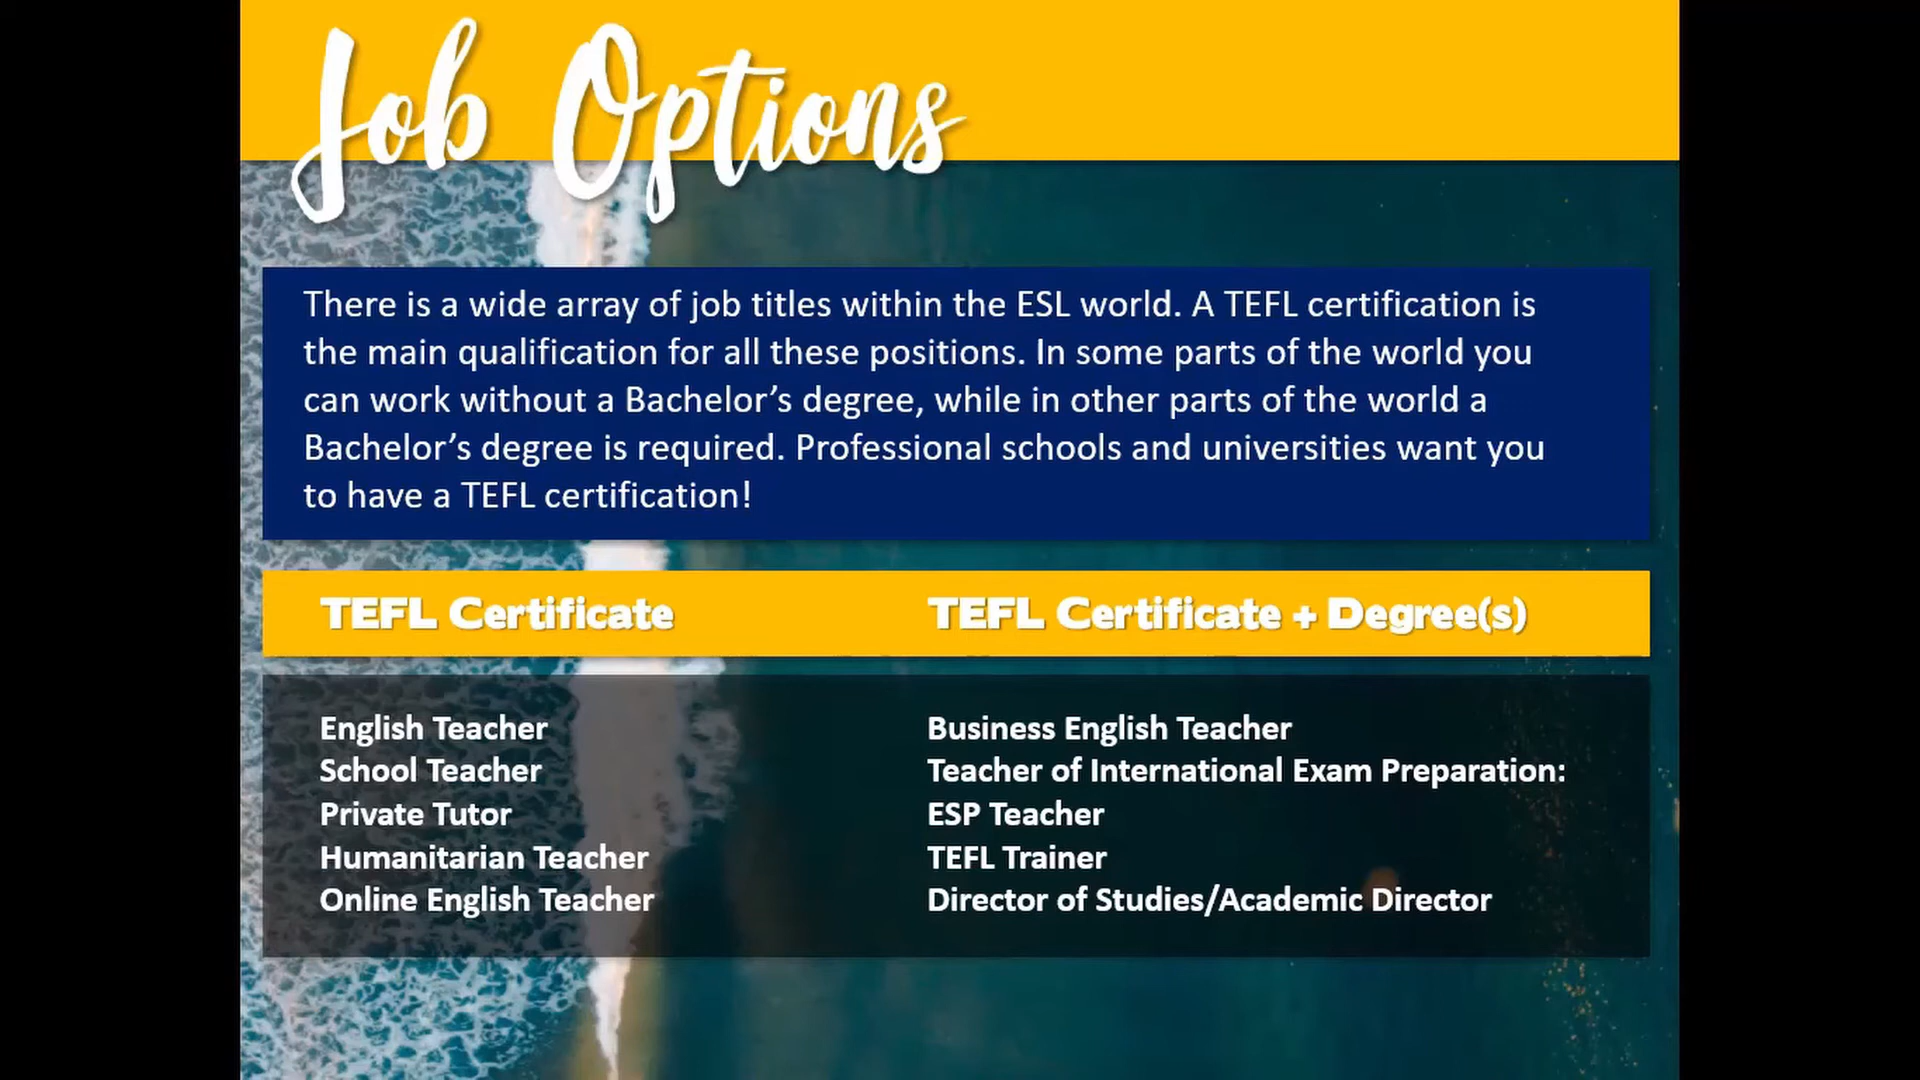 Job Options
There is a wide array of job titles within the ESL world. A TEFL certification is
the main qualification for all these positions. In some parts of the world you
can work without a Bachelor’s degree, while in other parts of the world a
Bachelor’s degree is required. Professional schools and universities want you
to have a TEFL certification!
TEFL Certificate
English Teacher
School Teacher
Private Tutor
Humanitarian Teacher
Online English Teacher
TEFL Certificate + Degree(s)
Business English Teacher
Teacher of International Exam Preparation:
ESP Teacher
TEFL Trainer
Director of Studies/Academic Director